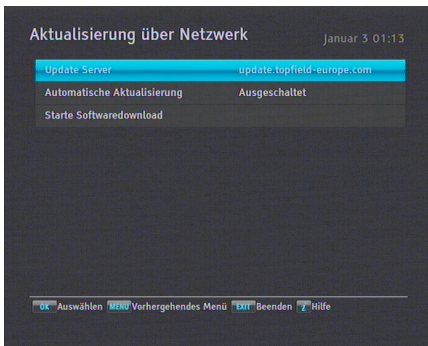 Aktualisierung über Netzwerk Januar 3 01:13
Update Server update.topfield-europe.com
Automatische Aktualisierung Ausgeschaltet
Starte Softwaredownload
OK Auswählen MENU Vorhergehendes Menü EXIT Beenden 2 Hilfe